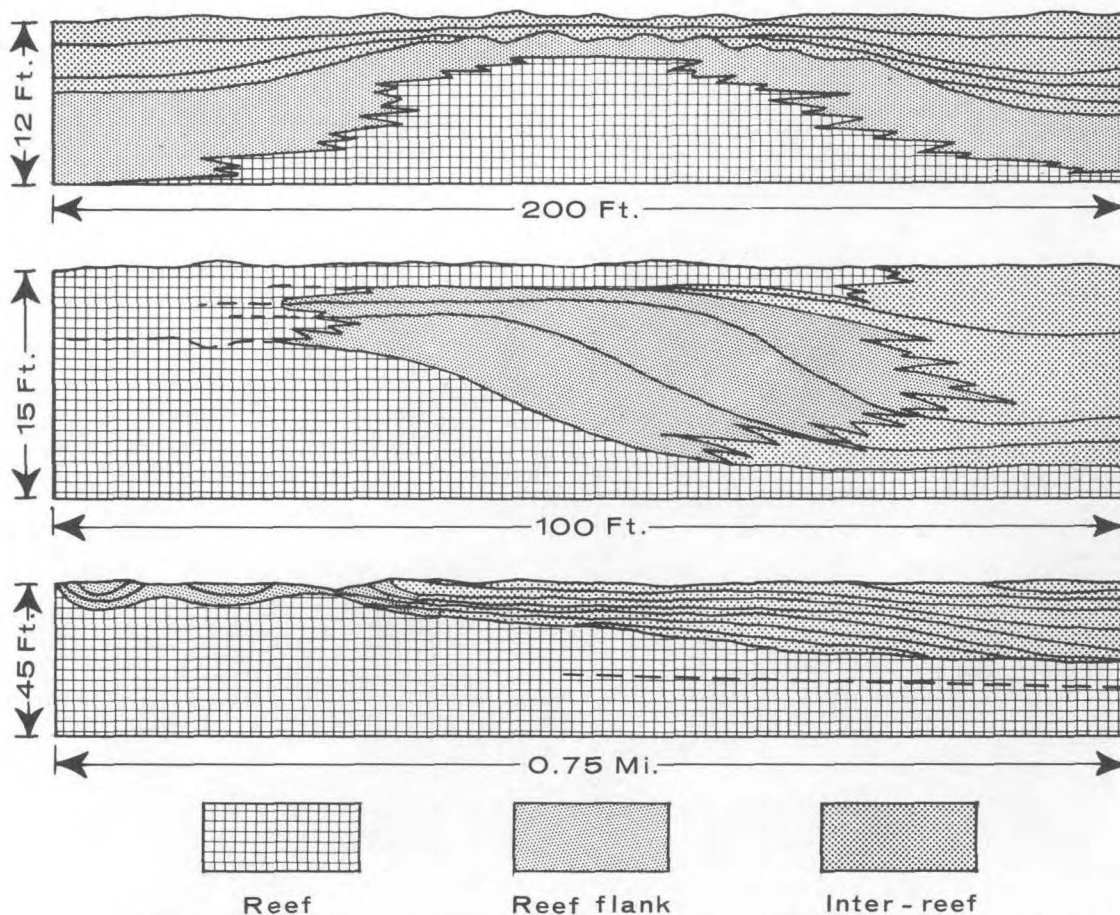 12 Ft.
200 Ft.
15 Ft.
100 Ft.
45 Ft.
0.75 Mi.
Reef
Reef flank
Inter-reef